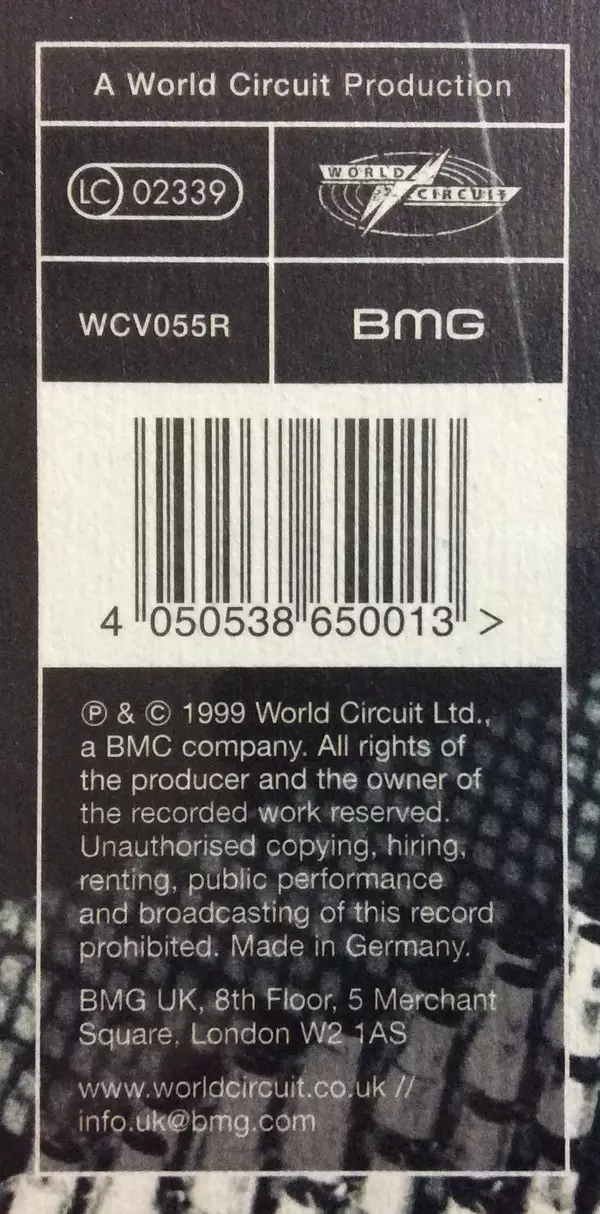 A World Circuit Production
LC 02339
WORLD
CIRCUIT
WCV055R
BMG
4 050538 650013 >
℗ & © 1999 World Circuit Ltd.,
a BMC company. All rights of
the producer and the owner of
the recorded work reserved.
Unauthorised copying, hiring,
renting, public performance
and broadcasting of this record
prohibited. Made in Germany.
BMG UK, 8th Floor, 5 Merchant
Square, London W2 1AS
www.worldcircuit.co.uk //
info.uk@bmg.com